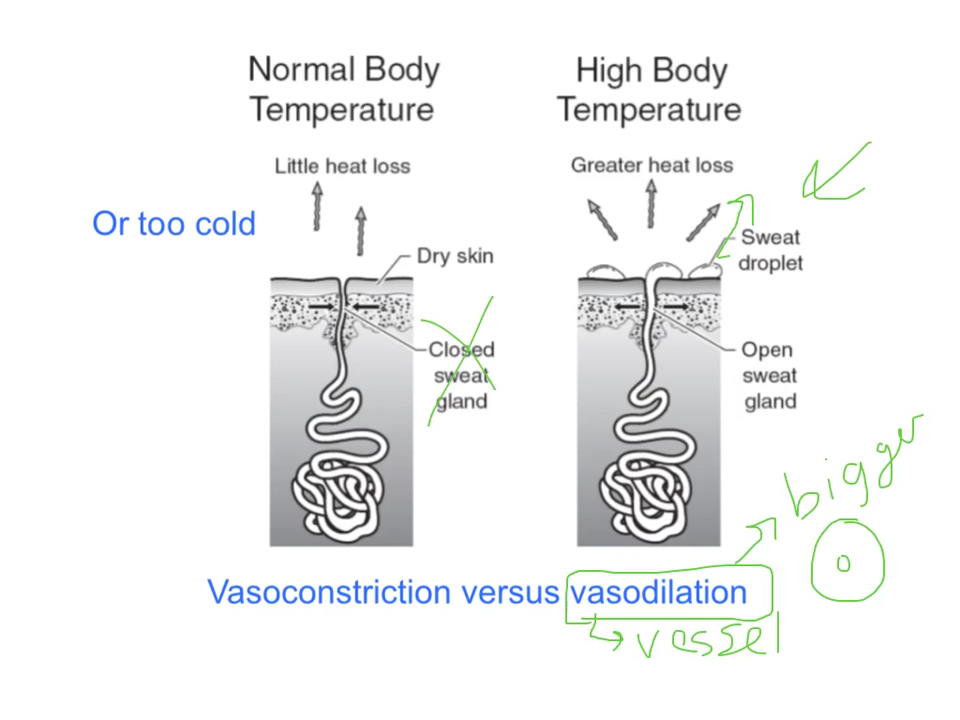 Normal Body
Temperature
High Body
Temperature
Little heat loss
Greater heat loss
Or too cold
Dry skin
Sweat
droplet
Closed
sweat
gland
Open
sweat
gland
bigger
Vasoconstriction versus vasodilation
vessel